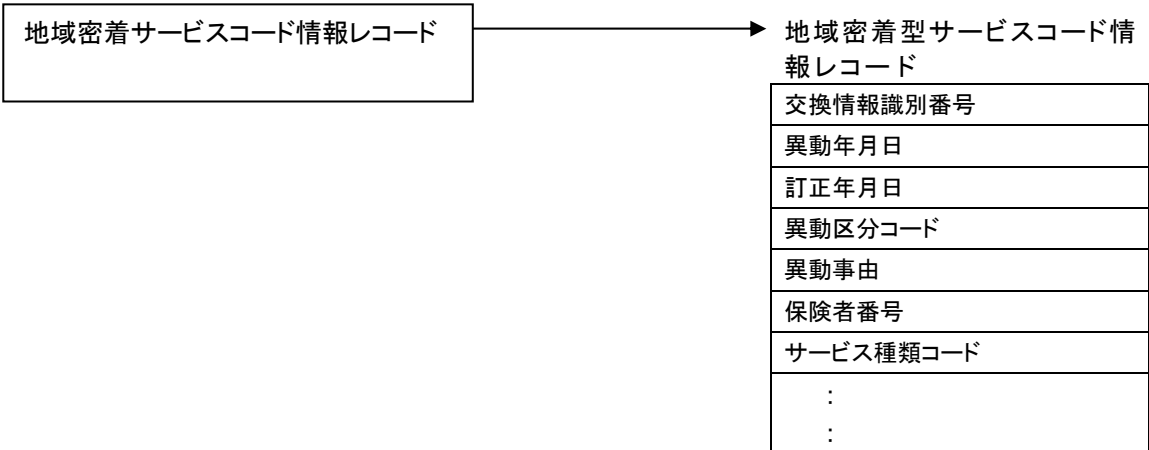 地域密着サービスコード情報レコード
地域密着型サービスコード情
報レコード
交換情報識別番号
異動年月日
訂正年月日
異動区分コード
異動事由
保険者番号
サービス種類コード
：
：